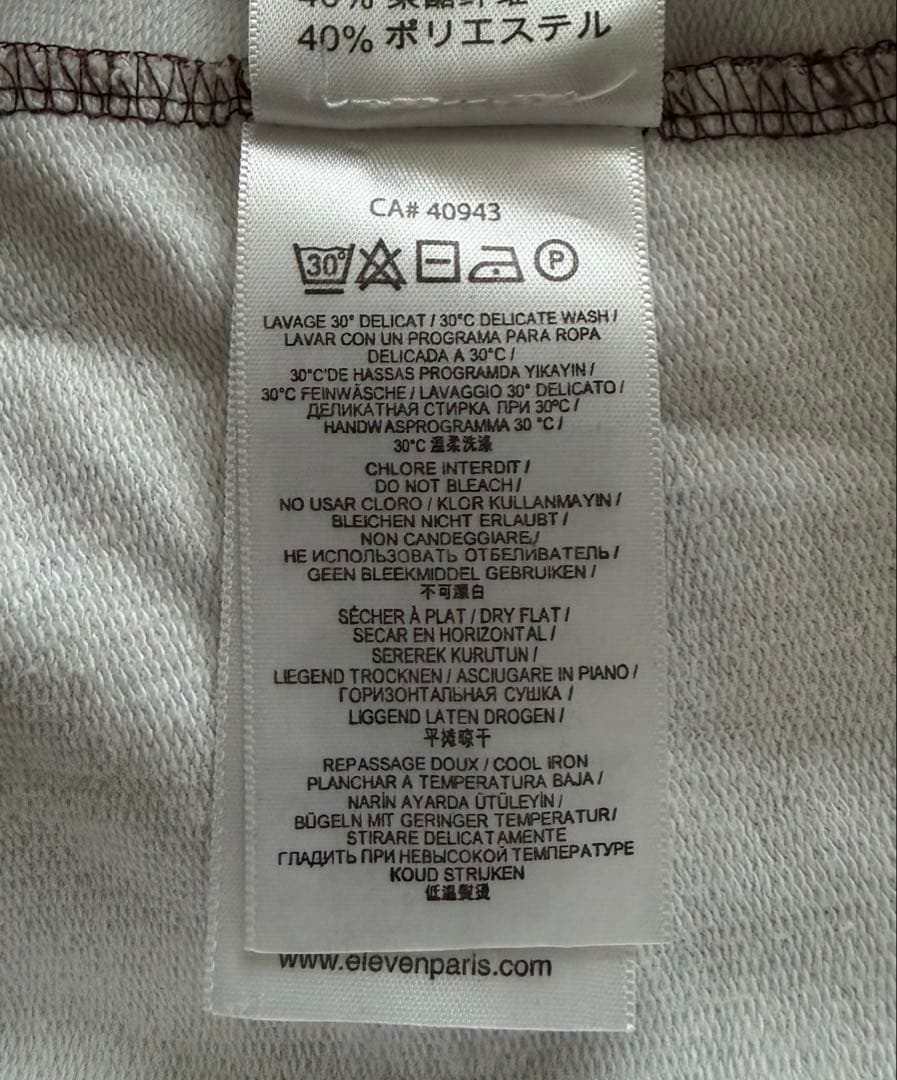 40% ポリエステル
CA# 40943
30°
P
LAVAGE 30° DELICAT / 30°C DELICATE WASH /
LAVAR CON UN PROGRAMA PARA ROPA
DELICADA A 30°C /
30°C'DE HASSAS PROGRAMDA YIKAYIN /
30°C FEINWÄSCHE / LAVAGGIO 30° DELICATO /
ДЕЛИКАТНАЯ СТИРКА ПРИ 30°C /
HANDWASPROGRAMMA 30 °C /
30°C 温柔洗涤
CHLORE INTERDIT /
DO NOT BLEACH /
NO USAR CLORO / KLOR KULLANMAYIN /
BLEICHEN NICHT ERLAUBT /
NON CANDEGGIARE /
НЕ ИСПОЛЬЗОВАТЬ ОТБЕЛИВАТЕЛЬ /
GEEN BLEEKMIDDEL GEBRUIKEN /
不可漂白
SÉCHER À PLAT / DRY FLAT /
SECAR EN HORIZONTAL /
SEREREK KURUTUN /
LIEGEND TROCKNEN / ASCIUGARE IN PIANO /
ГОРИЗОНТАЛЬНАЯ СУШКА /
LIGGEND LATEN DROGEN /
平摊晾干
REPASSAGE DOUX / COOL IRON
PLANCHAR A TEMPERATURA BAJA /
NARİN AYARDA ÜTÜLEYİN /
BÜGELN MIT GERINGER TEMPERATUR /
STIRARE DELICATAMENTE
ГЛАДИТЬ ПРИ НЕВЫСОКОЙ ТЕМПЕРАТУРЕ
KOUD STRIJKEN
低温熨烫
www.elevenparis.com